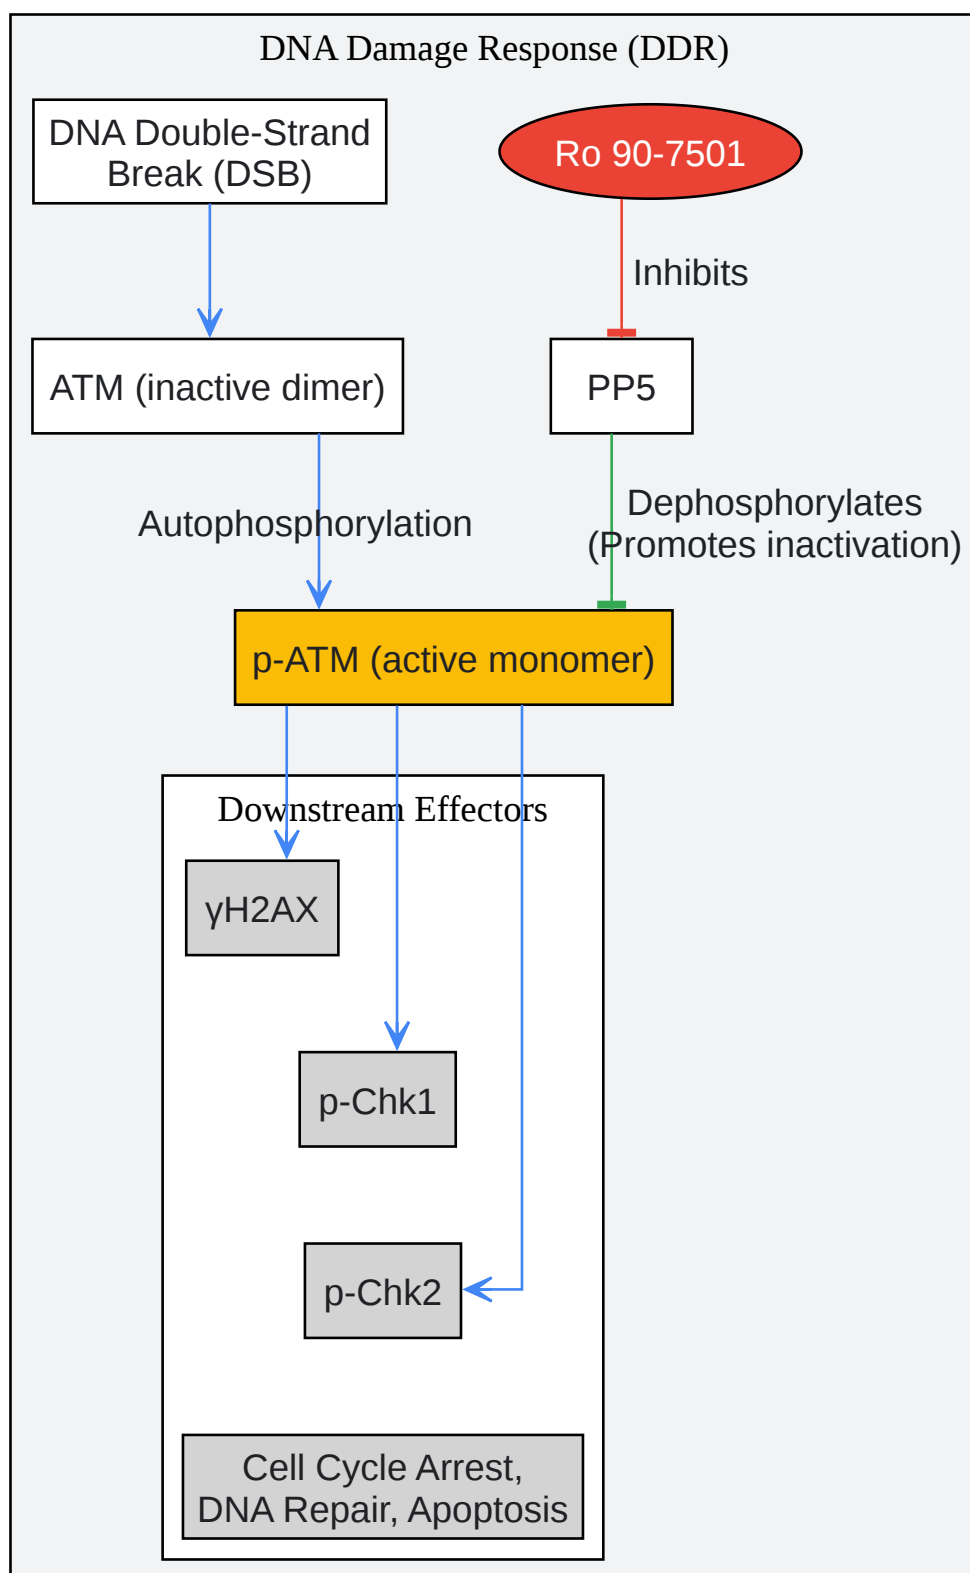 DNA Damage Response (DDR)
DNA Double-Strand
Break (DSB)
Ro 90-7501
Inhibits
ATM (inactive dimer)
PP5
Autophosphorylation
Dephosphorylates
(Promotes inactivation)
p-ATM (active monomer)
Downstream Effectors
γH2AX
p-Chk1
p-Chk2
Cell Cycle Arrest,
DNA Repair, Apoptosis